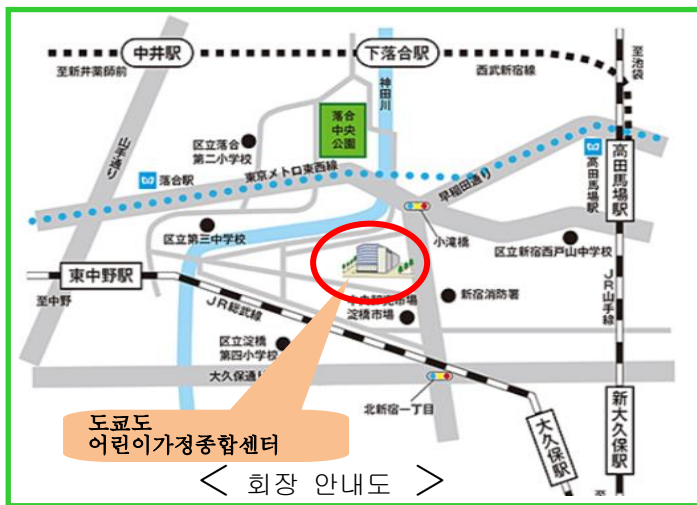 中井駅
下落合駅
至池袋
至新井薬師前
西武新宿線
神田川
落合
中央
公園
山手通り
区立落合
第二小学校
高田馬場駅
高田馬場駅
落合駅
東京メトロ東西線
早稲田通り
区立第三中学校
小滝橋
区立新宿西戸山中学校
東中野駅
至中野
JR総武線
中央卸売市場
淀橋市場
新宿消防署
JR山手線
区立淀橋
第四小学校
大久保通り
北新宿一丁目
도쿄도
어린이가정종합센터
大久保駅
新大久保駅
至
< 회장 안내도 >